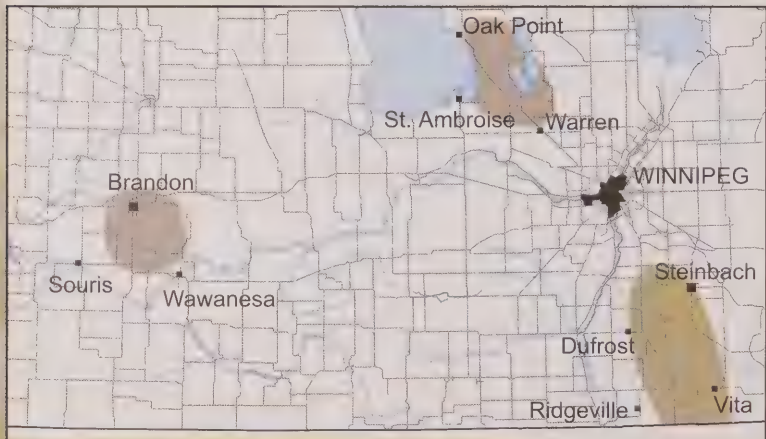 Oak Point
St. Ambroise
Warren
Brandon
WINNIPEG
Souris
Wawanesa
Steinbach
Dufrost
Ridgeville
Vita